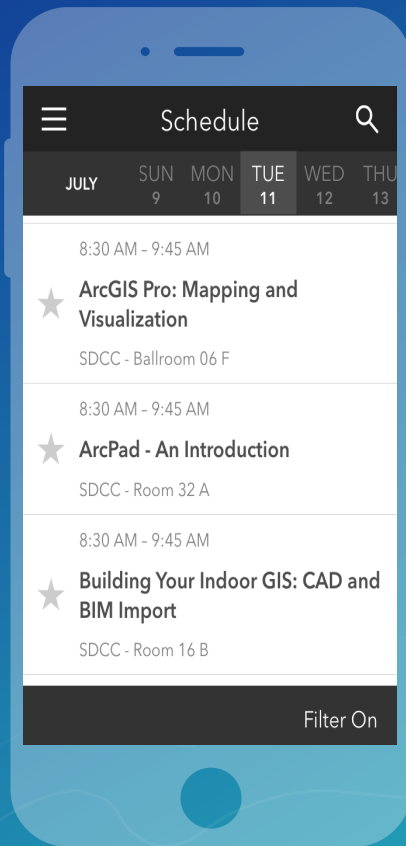 Schedule
JULY
SUN MON TUE WED THU
9 10 11 12 13
8:30 AM – 9:45 AM
ArcGIS Pro: Mapping and
Visualization
SDCC - Ballroom 06 F
8:30 AM – 9:45 AM
ArcPad - An Introduction
SDCC - Room 32 A
8:30 AM – 9:45 AM
Building Your Indoor GIS: CAD and
BIM Import
SDCC - Room 16 B
Filter On